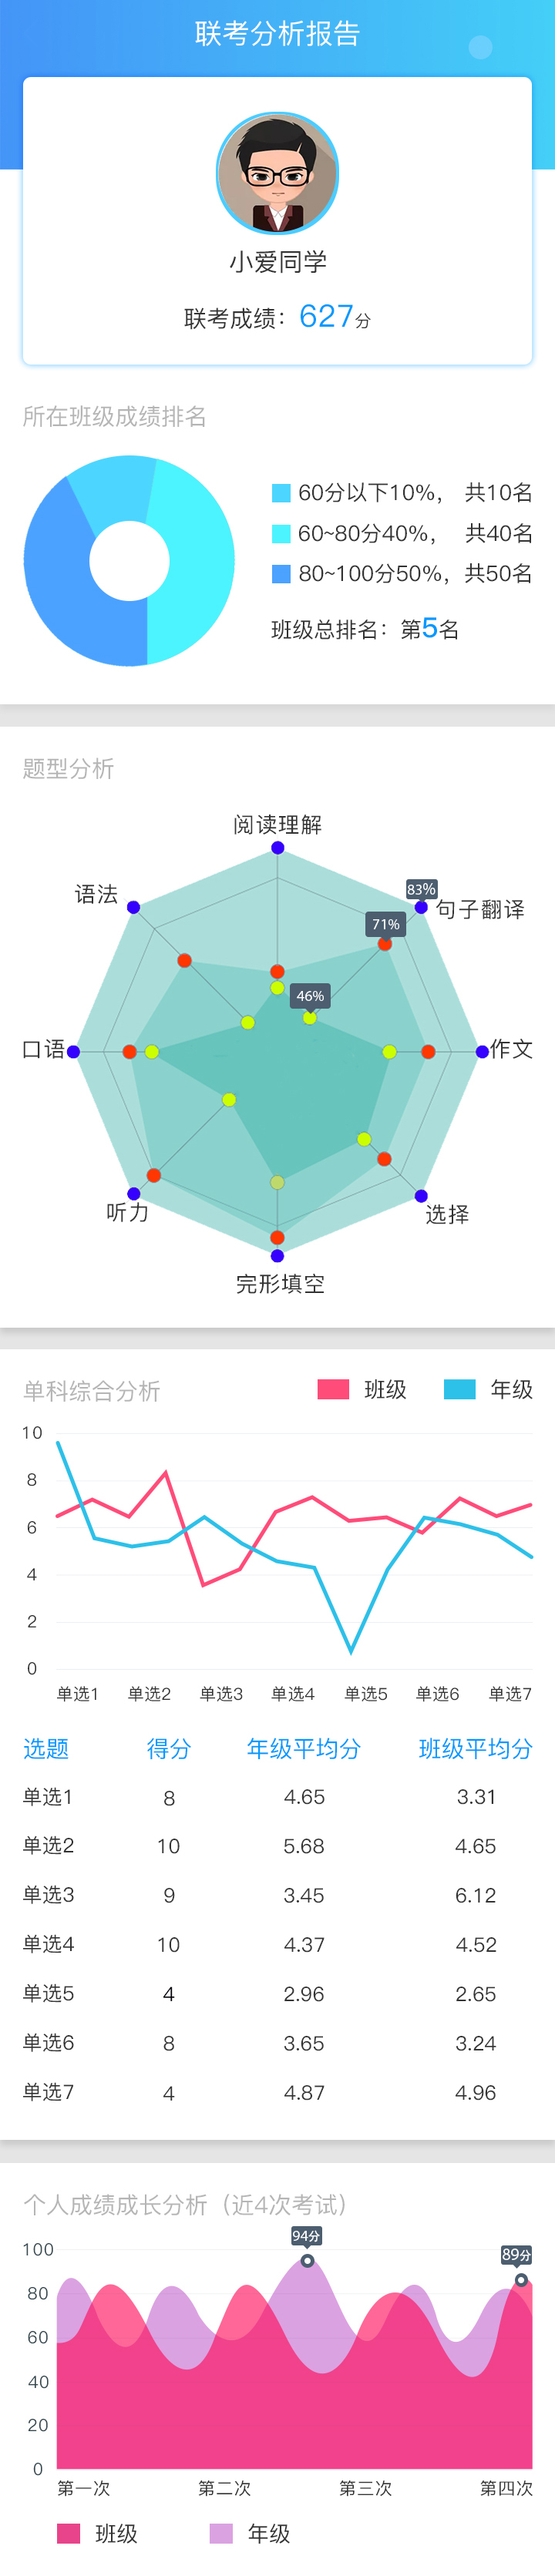 联考分析报告
小爱同学
联考成绩：627分
所在班级成绩排名
60分以下10%， 共10名
60~80分40%， 共40名
80~100分50%，共50名
班级总排名：第5名
题型分析
阅读理解
语法
83%
句子翻译
71%
46%
口语
作文
听力
选择
完形填空
单科综合分析 班级 年级
10
8
6
4
2
0
单选1 单选2 单选3 单选4 单选5 单选6 单选7
选题 得分 年级平均分 班级平均分
单选1 8 4.65 3.31
单选2 10 5.68 4.65
单选3 9 3.45 6.12
单选4 10 4.37 4.52
单选5 4 2.96 2.65
单选6 8 3.65 3.24
单选7 4 4.87 4.96
个人成绩成长分析（近4次考试）
94分
100
89分
80
60
40
20
0
第一次 第二次 第三次 第四次
班级 年级